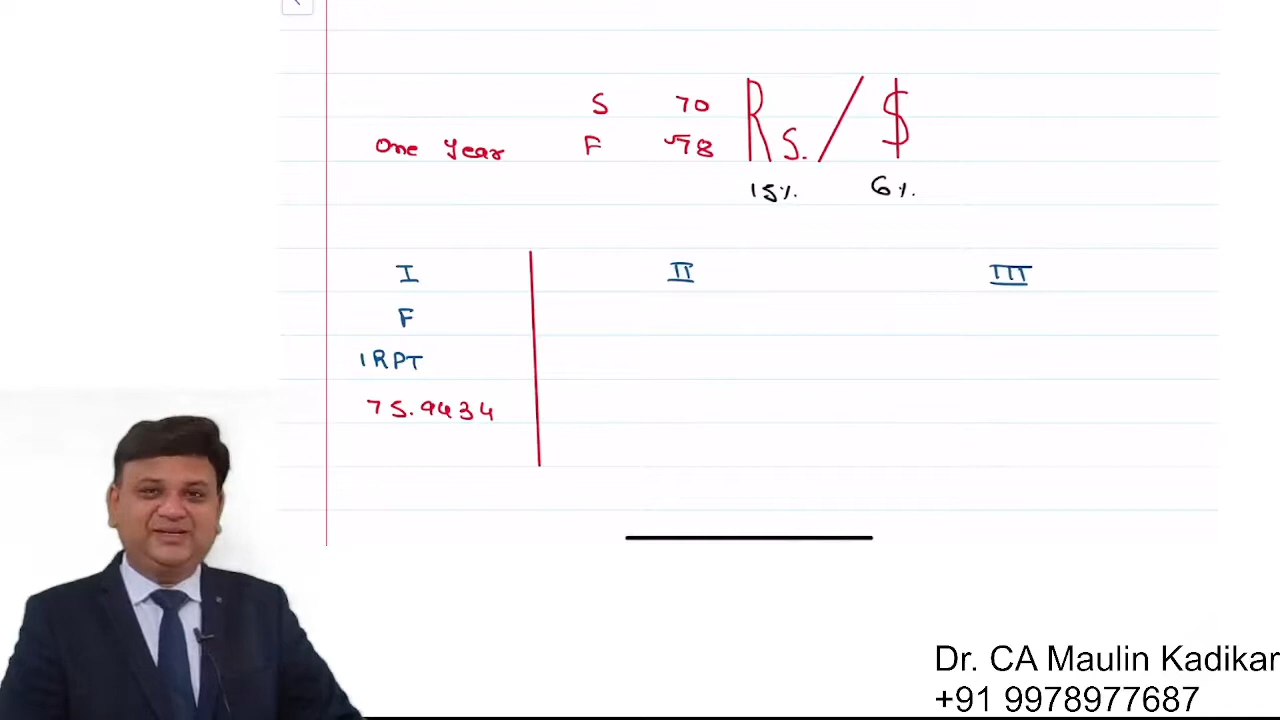 S 70 Rs. / $
One Year F 78
15% 6%
I II III
F
IRPT
75.9434
Dr. CA Maulin Kadikar
+91 9978977687